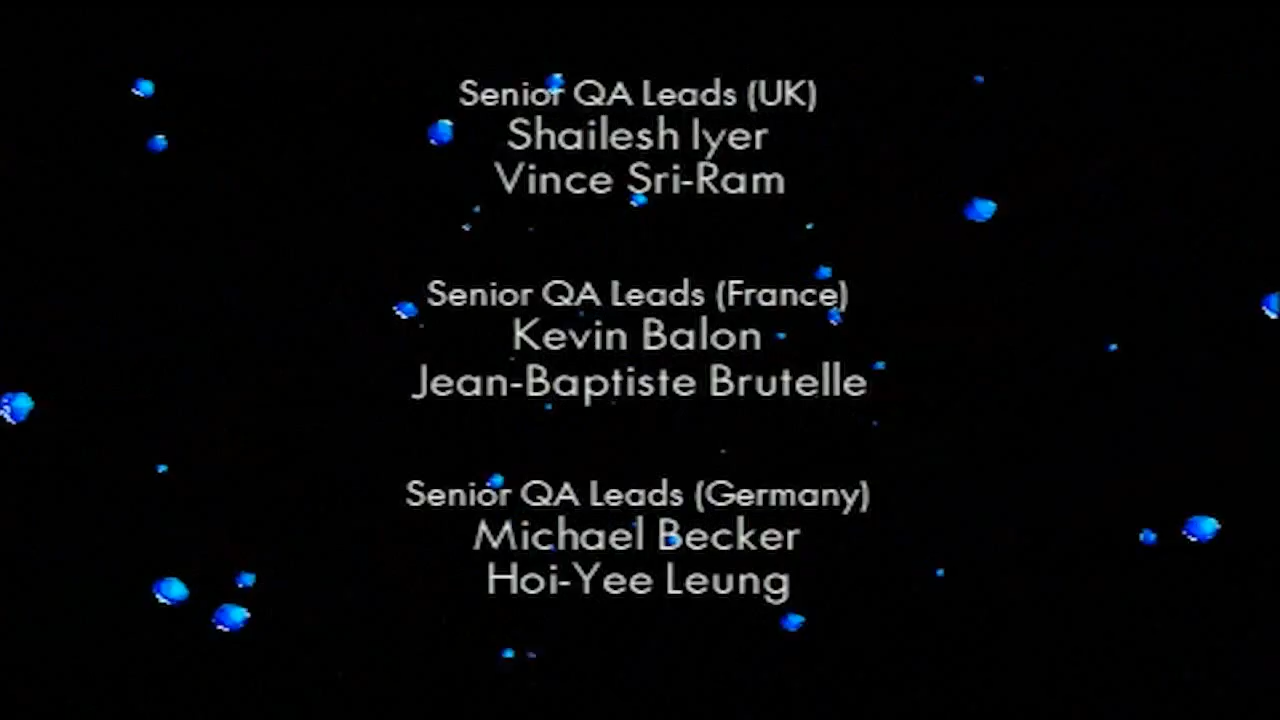 Senior QA Leads (UK)
Shailesh Iyer
Vince Sri-Ram
Senior QA Leads (France)
Kevin Balon
Jean-Baptiste Brutelle
Senior QA Leads (Germany)
Michael Becker
Hoi-Yee Leung